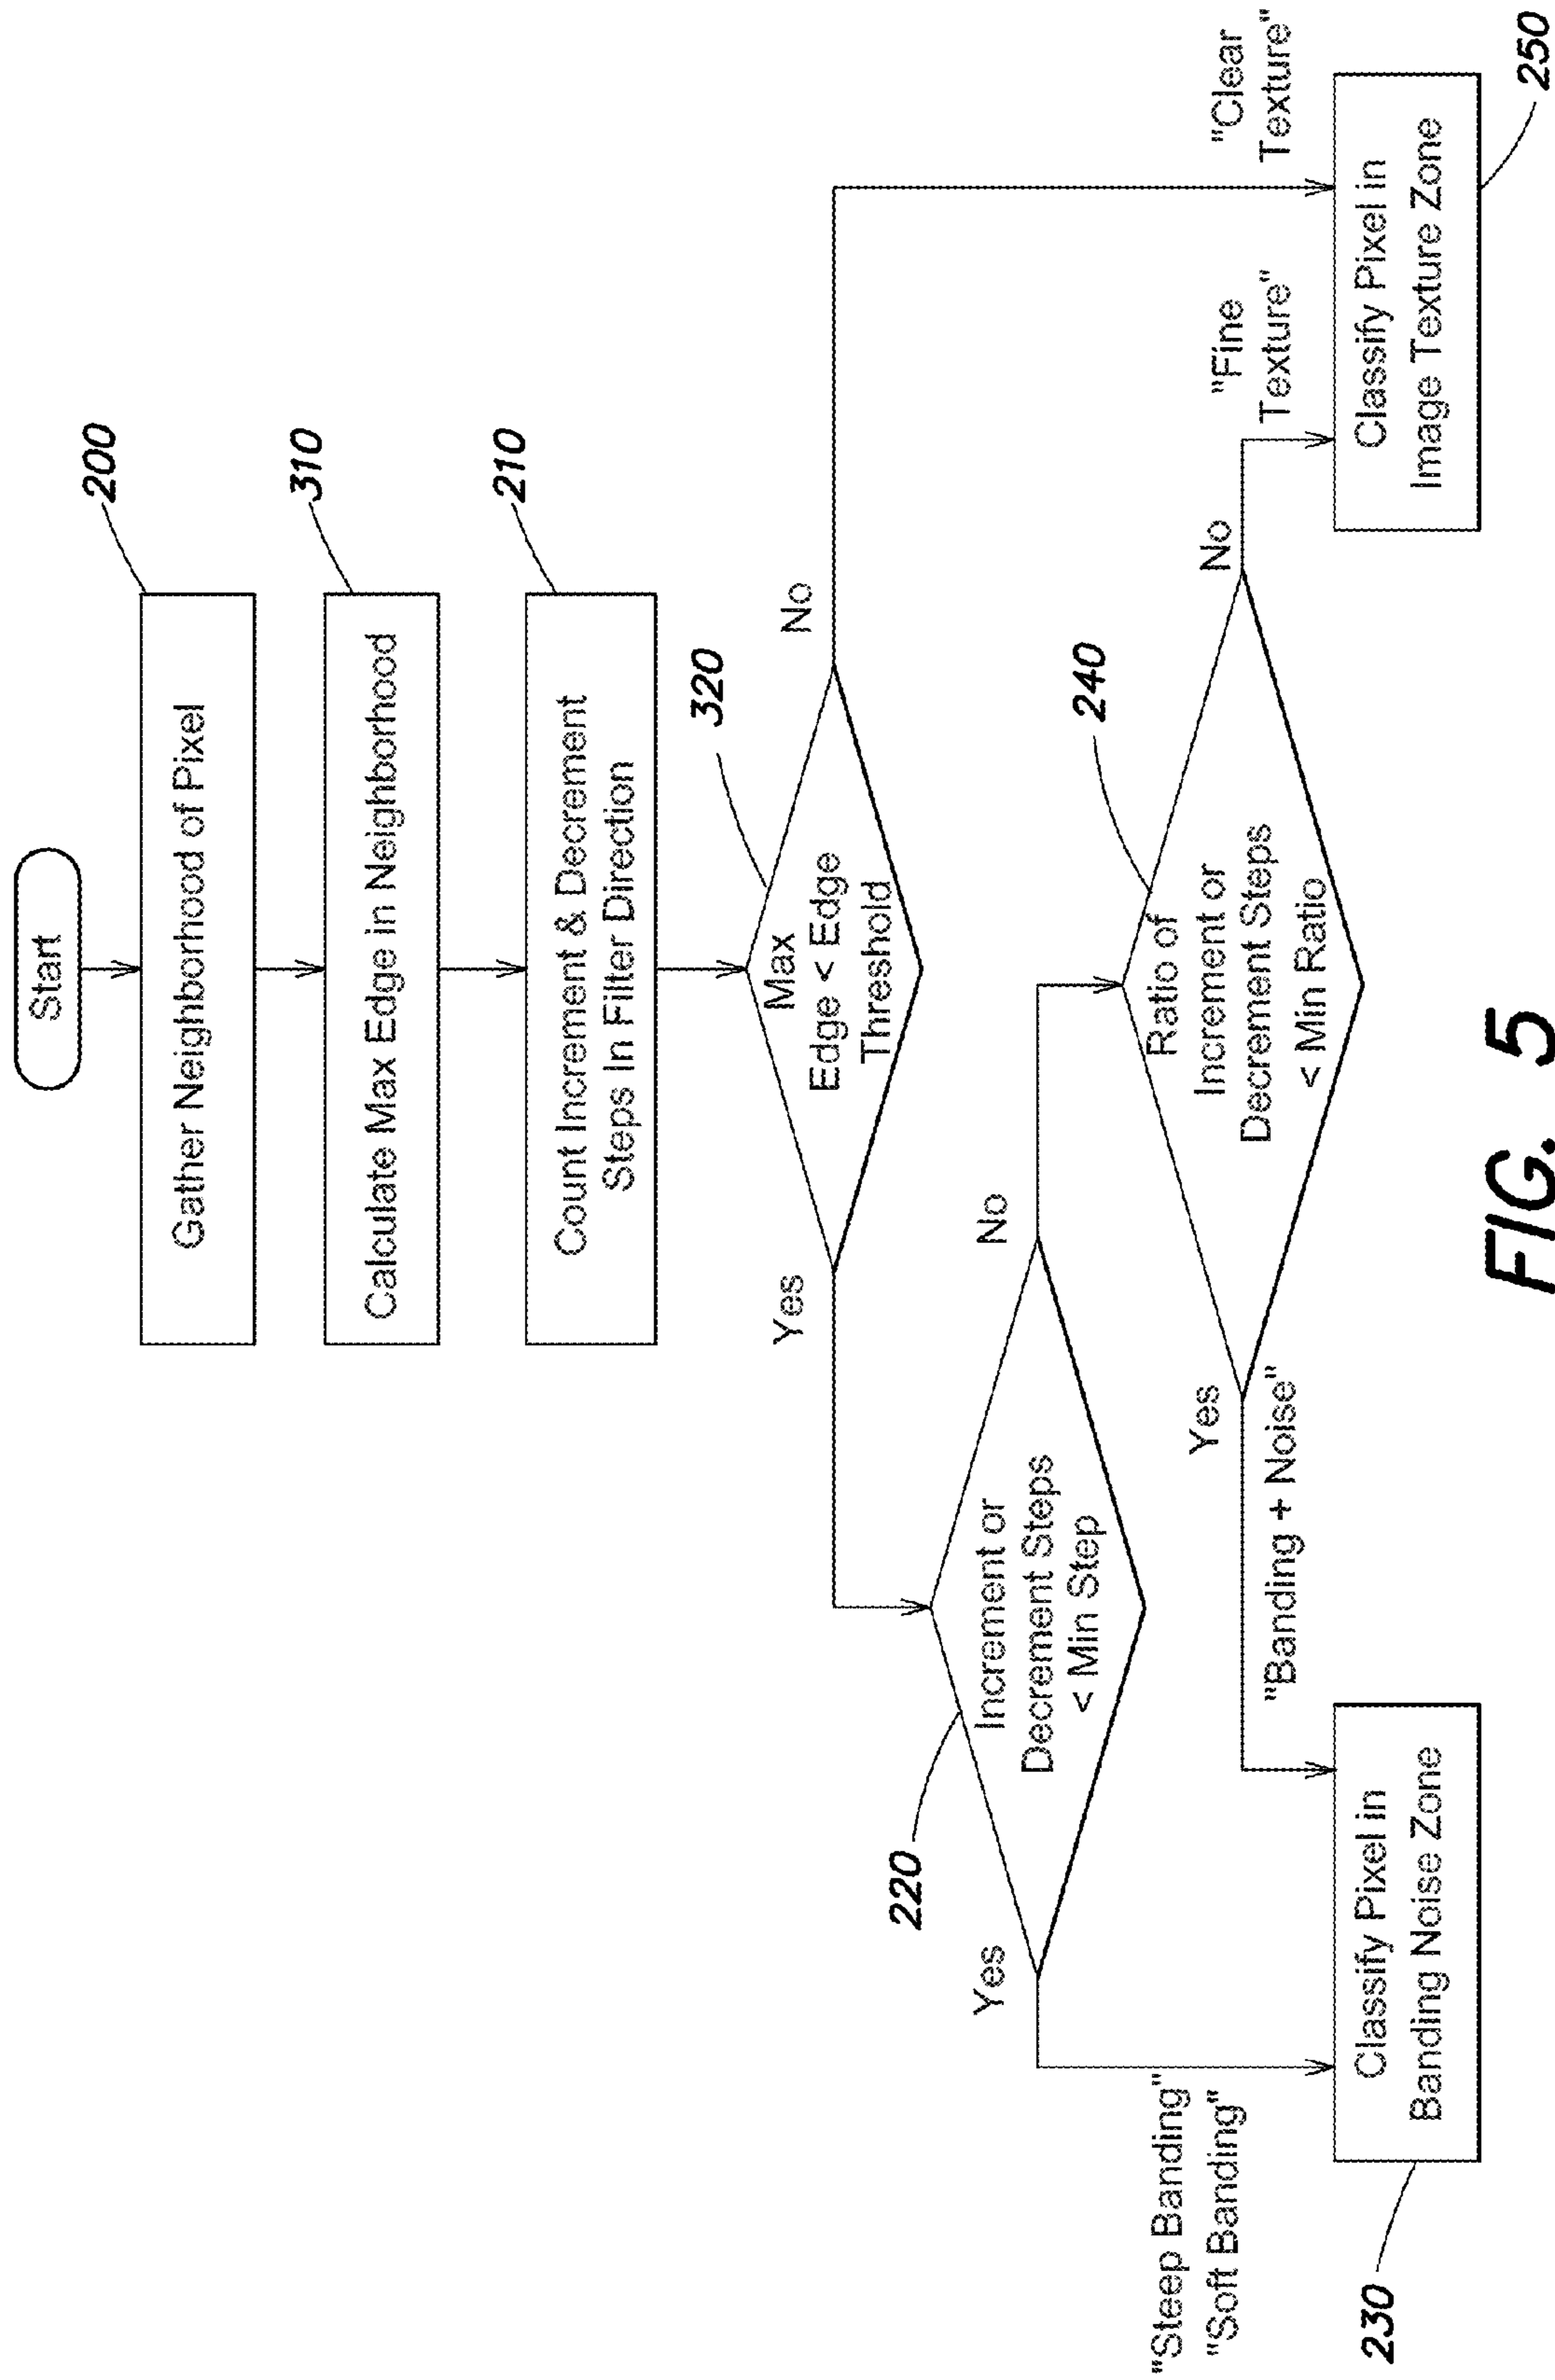 Start
200
Gather Neighborhood of Pixel
310
Calculate Max Edge in Neighborhood
210
Count Increment & Decrement
Steps In Filter Direction
320
Max
Edge < Edge
Threshold
Yes
No
220
Increment or
Decrement Steps
< Min Step
Yes
No
240
Ratio of
Increment or
Decrement Steps
< Min Ratio
Yes
No
"Steep Banding"
"Soft Banding"
"Banding + Noise"
"Fine
Texture"
"Clear
Texture"
230
Classify Pixel in
Banding Noise Zone
Classify Pixel in
Image Texture Zone
250
FIG. 5